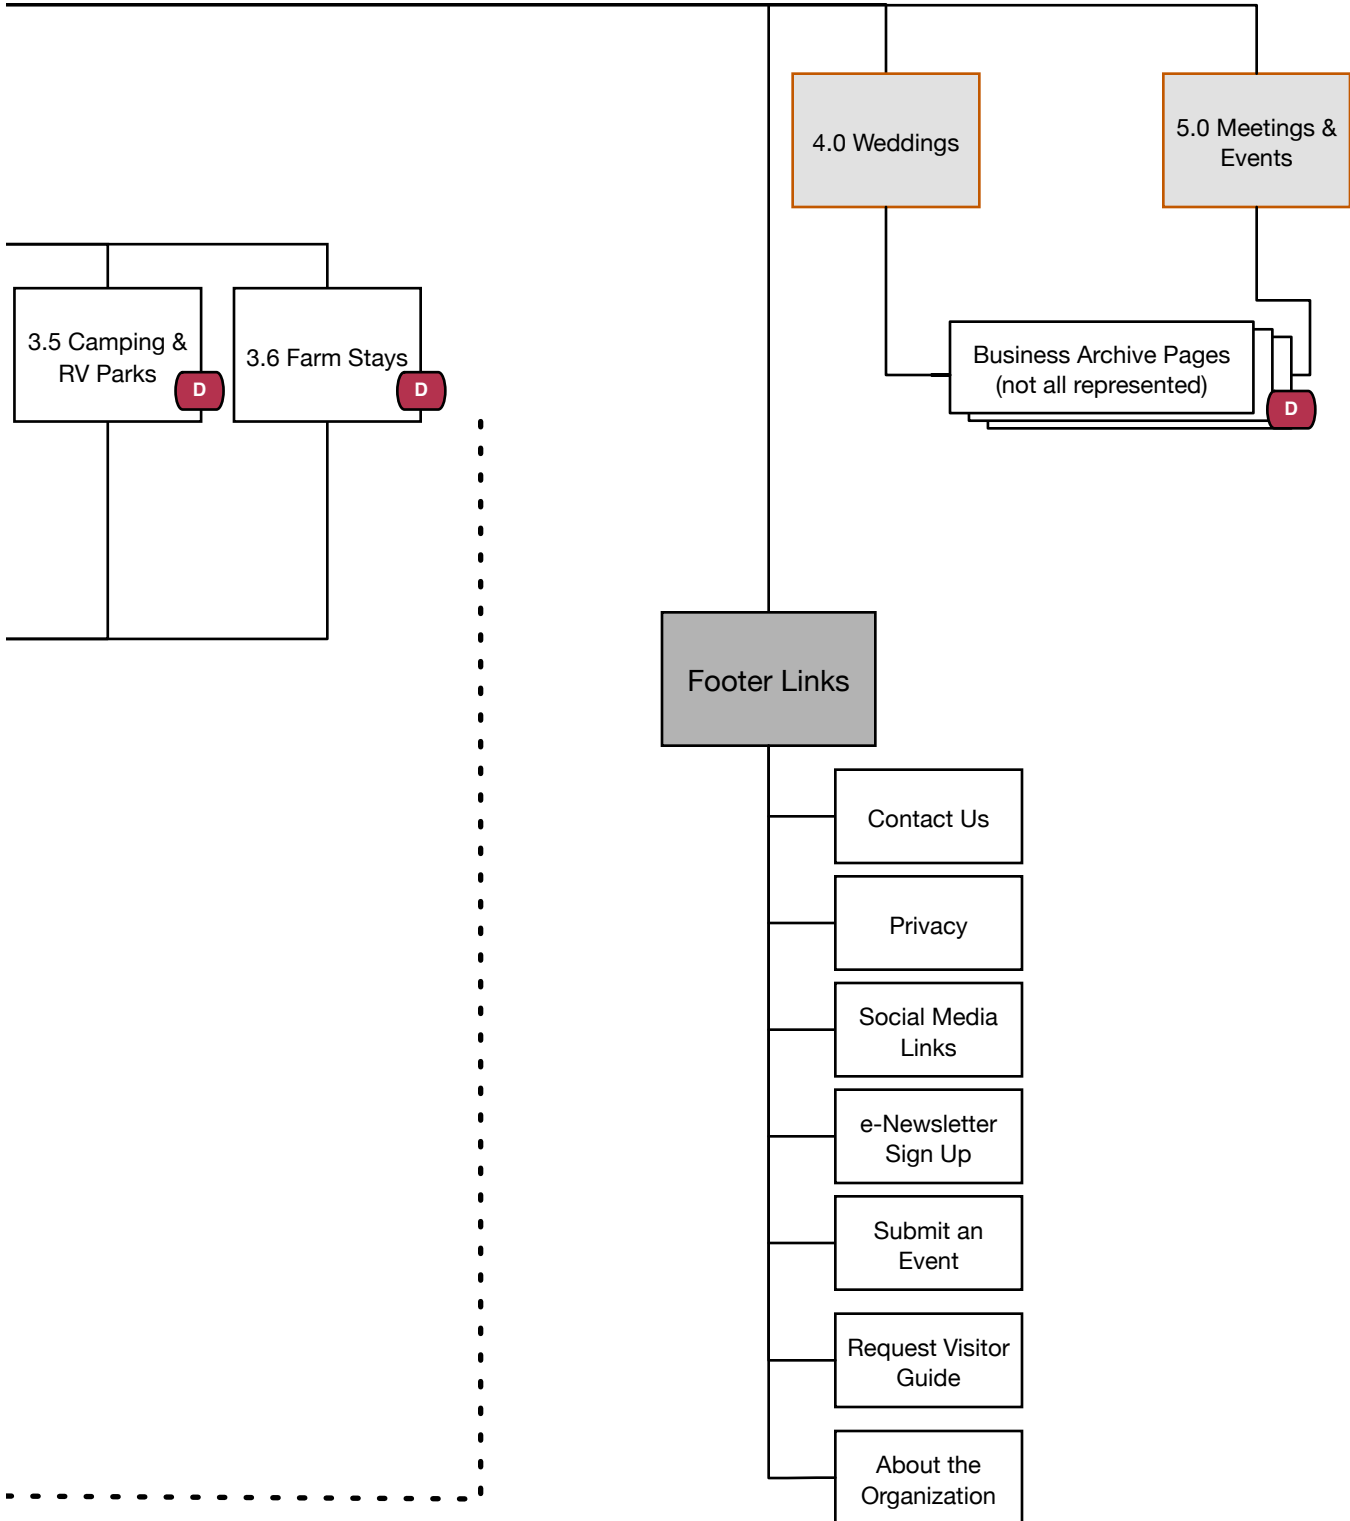 4.0 Weddings
5.0 Meetings &
Events
3.5 Camping &
RV Parks
D
3.6 Farm Stays
D
Business Archive Pages
(not all represented)
D
Footer Links
Contact Us
Privacy
Social Media
Links
e-Newsletter
Sign Up
Submit an
Event
Request Visitor
Guide
About the
Organization